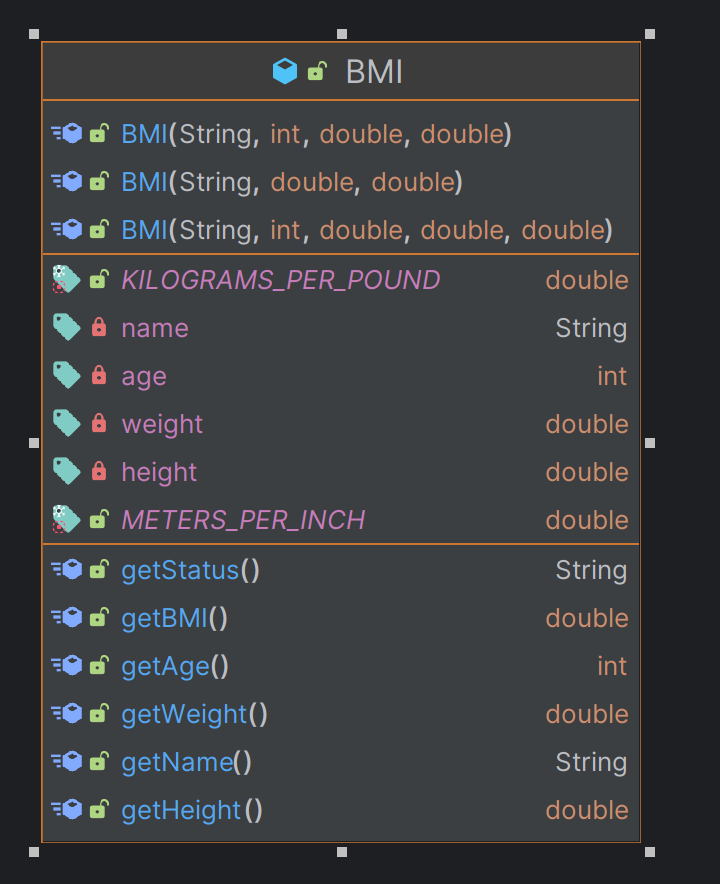 BMI
BMI(String, int, double, double)
BMI(String, double, double)
BMI(String, int, double, double, double)
KILOGRAMS_PER_POUND double
name String
age int
weight double
height double
METERS_PER_INCH double
getStatus() String
getBMI() double
getAge() int
getWeight() double
getName() String
getHeight() double